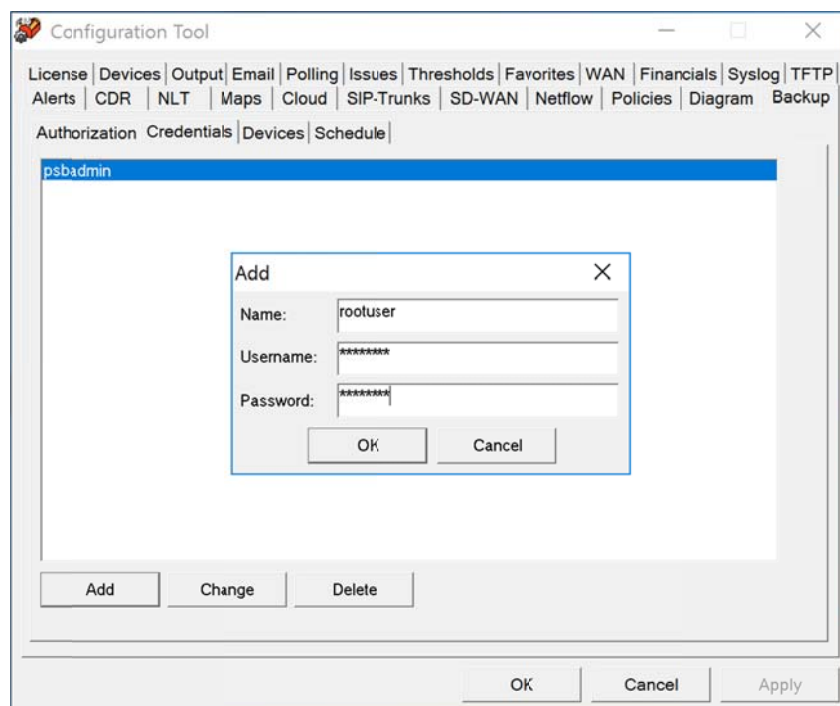 Configuration Tool
License Devices Output Email Polling Issues Thresholds Favorites WAN Financials Syslog TFTP
Alerts CDR NLT Maps Cloud SIP-Trunks SD-WAN Netflow Policies Diagram Backup
Authorization Credentials Devices Schedule
psbadmin
Add
Name: rootuser
Username: ********
Password: ********
OK Cancel
Add Change Delete
OK Cancel Apply